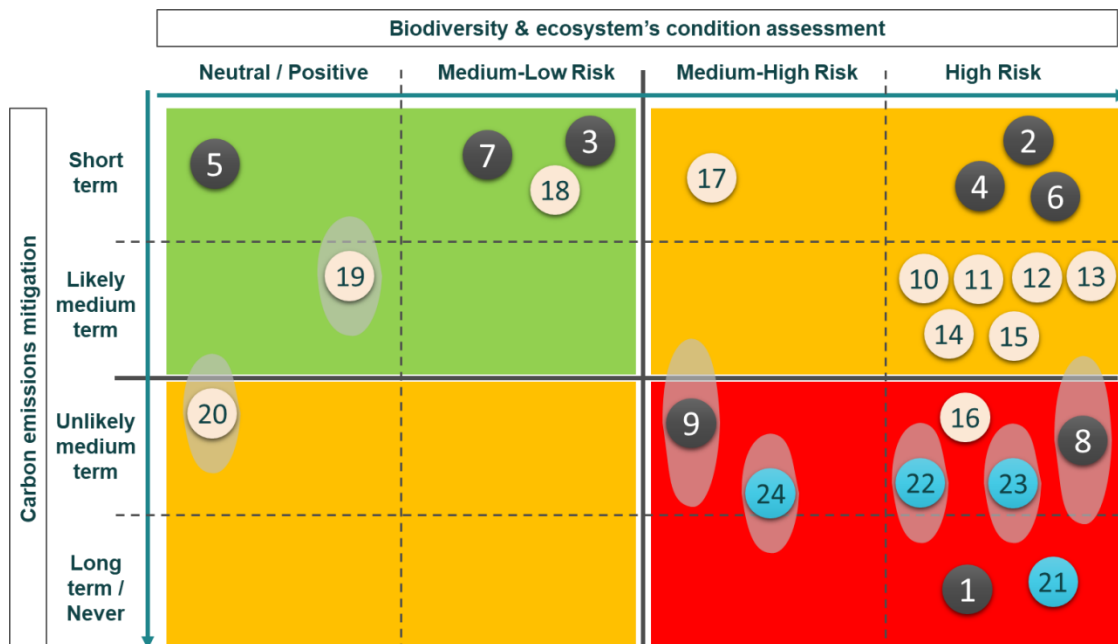 Biodiversity & ecosystem's condition assessment
Neutral / Positive
Medium-Low Risk
Medium-High Risk
High Risk
Carbon emissions mitigation
Short
term
5
7
3
18
17
2
4
6
Likely
medium
term
19
10
11
12
13
14
15
Unlikely
medium
term
20
9
24
16
22
23
8
Long
term /
Never
1
21